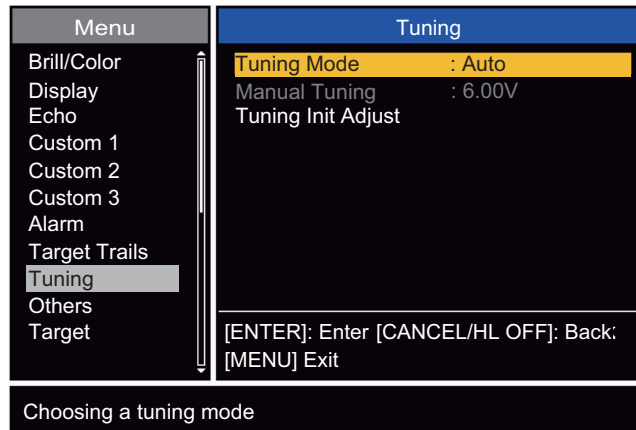 Menu
Brill/Color
Display
Echo
Custom 1
Custom 2
Custom 3
Alarm
Target Trails
Tuning
Others
Target
Tuning
Tuning Mode : Auto
Manual Tuning : 6.00V
Tuning Init Adjust
[ENTER]: Enter [CANCEL/HL OFF]: Back:
[MENU] Exit
Choosing a tuning mode